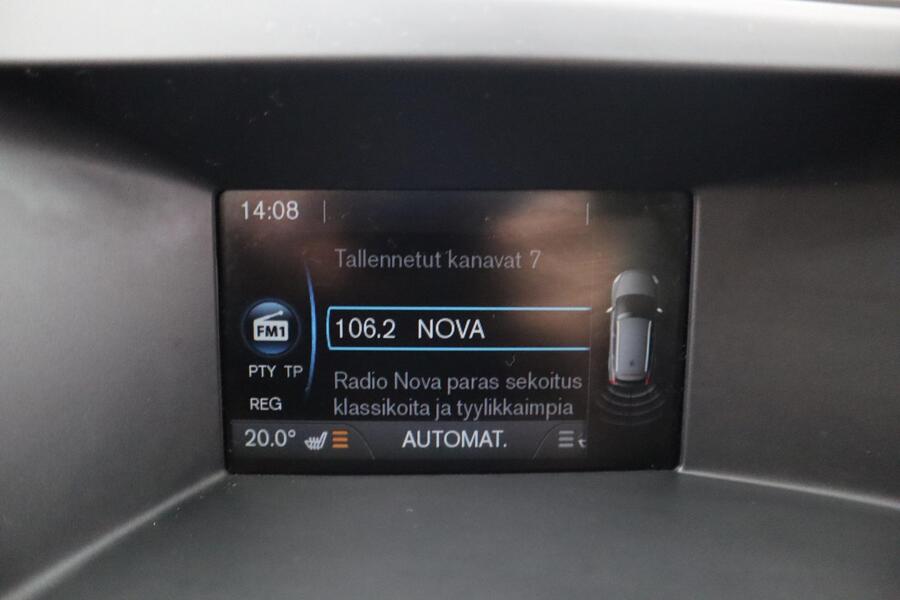 14:08
Tallennetut kanavat 7
FM1
106.2 NOVA
PTY TP
Radio Nova paras sekoitus
REG
klassikoita ja tyylikkaimpia
20.0° AUTOMAT.